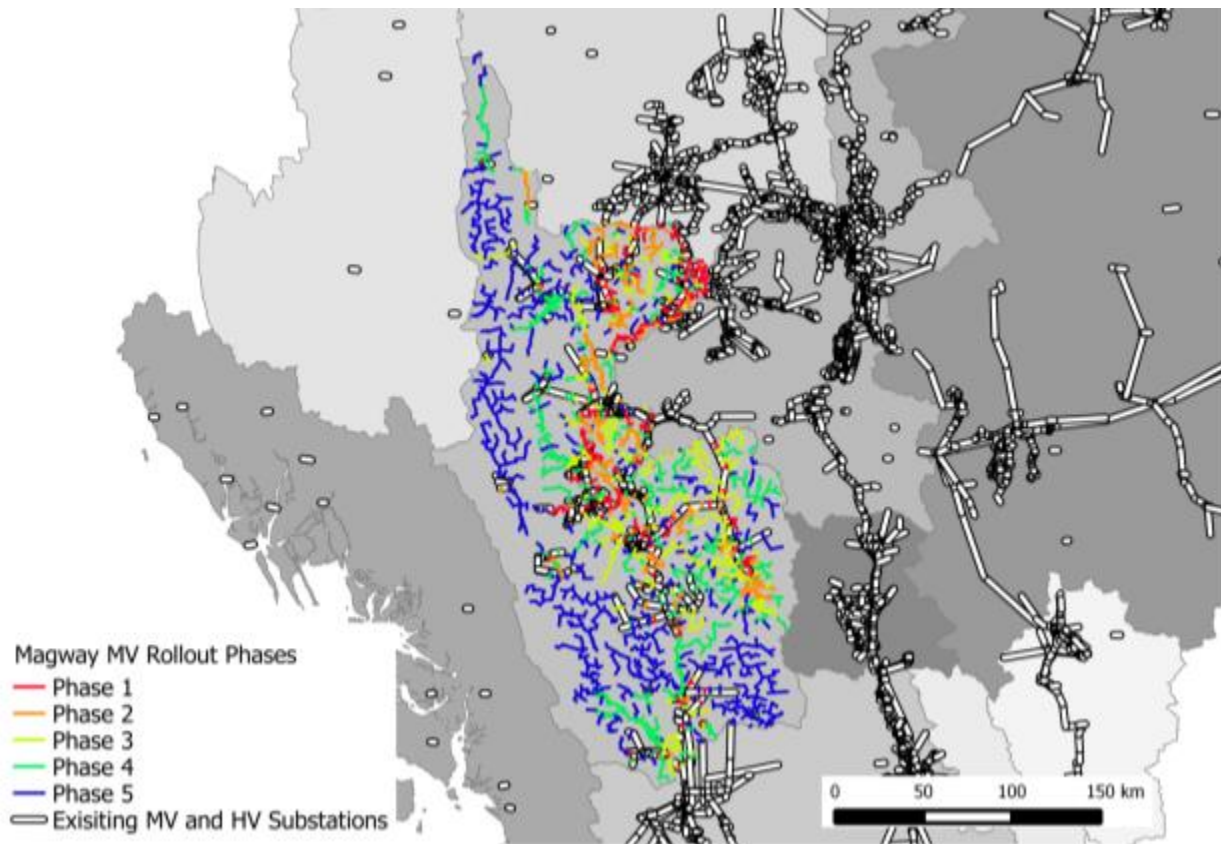 Magway MV Rollout Phases
Phase 1
Phase 2
Phase 3
Phase 4
Phase 5
Exisiting MV and HV Substations
0 50 100 150 km